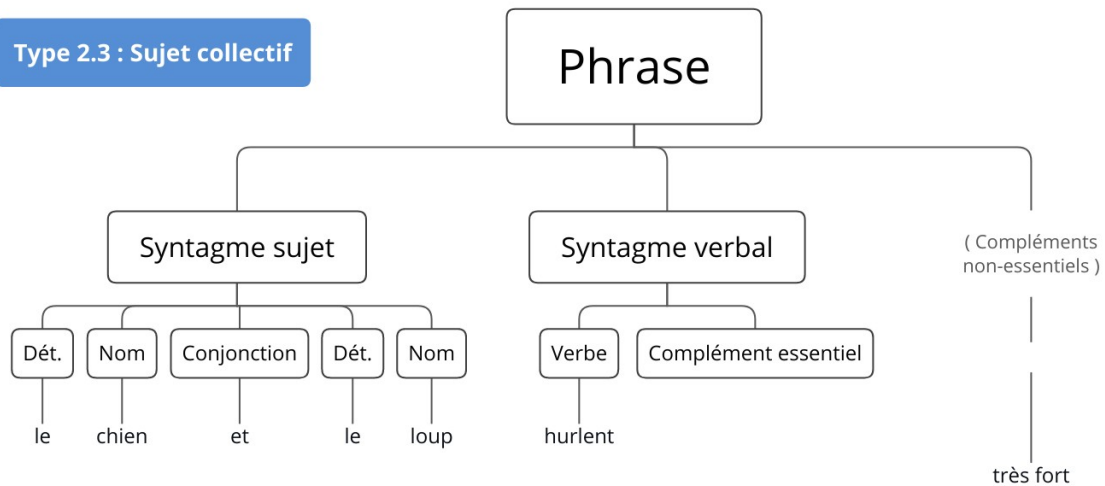 Type 2.3 : Sujet collectif
Phrase
Syntagme sujet
Syntagme verbal
( Compléments
non-essentiels )
Dét.
Nom
Conjonction
Dét.
Nom
Verbe
Complément essentiel
le
chien
et
le
loup
hurlent
très fort